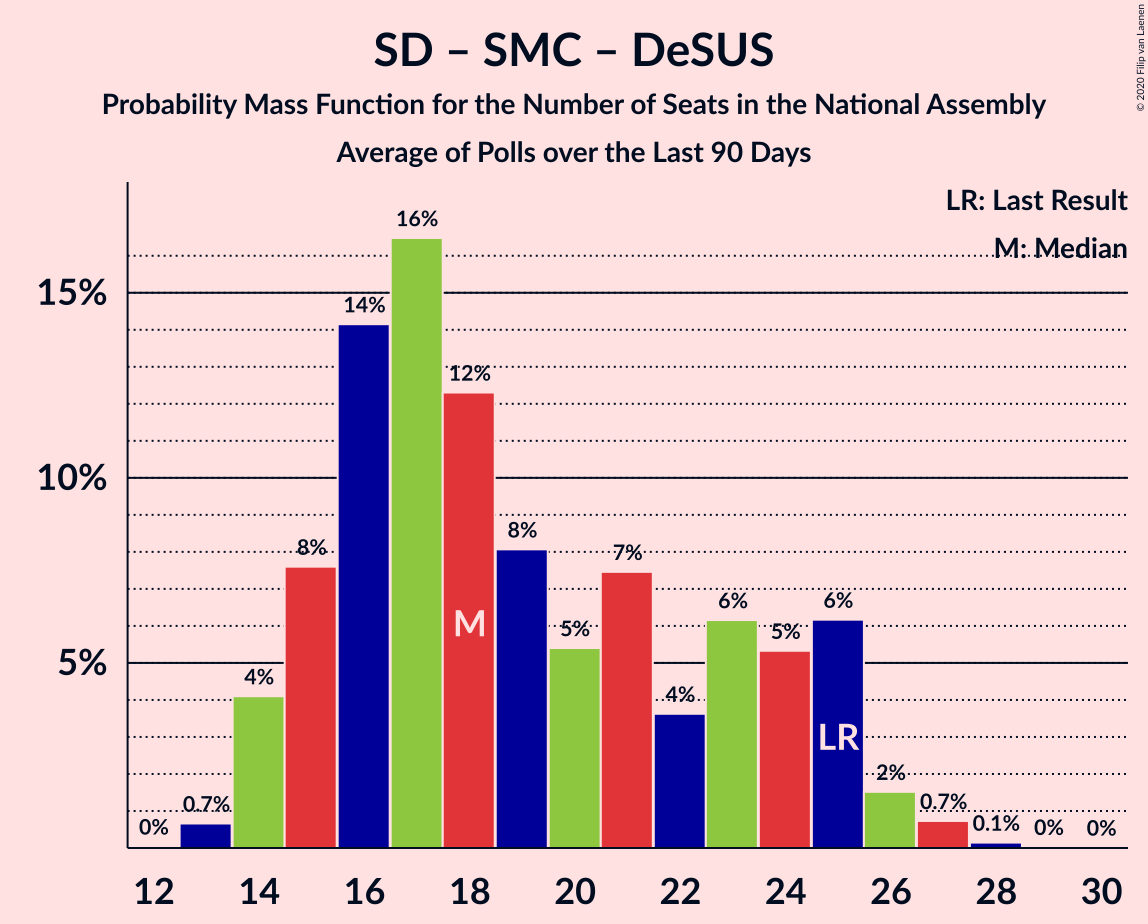 SD – SMC – DeSUS
Probability Mass Function for the Number of Seats in the National Assembly
Average of Polls over the Last 90 Days
© 2020 Filip van Laenen
LR: Last Result
M: Median
15%
10%
5%
0%
0.7%
4%
8%
14%
16%
12%
8%
5%
7%
4%
6%
5%
6%
2%
0.7%
0.1%
0%
0%
M
LR
12 14 16 18 20 22 24 26 28 30